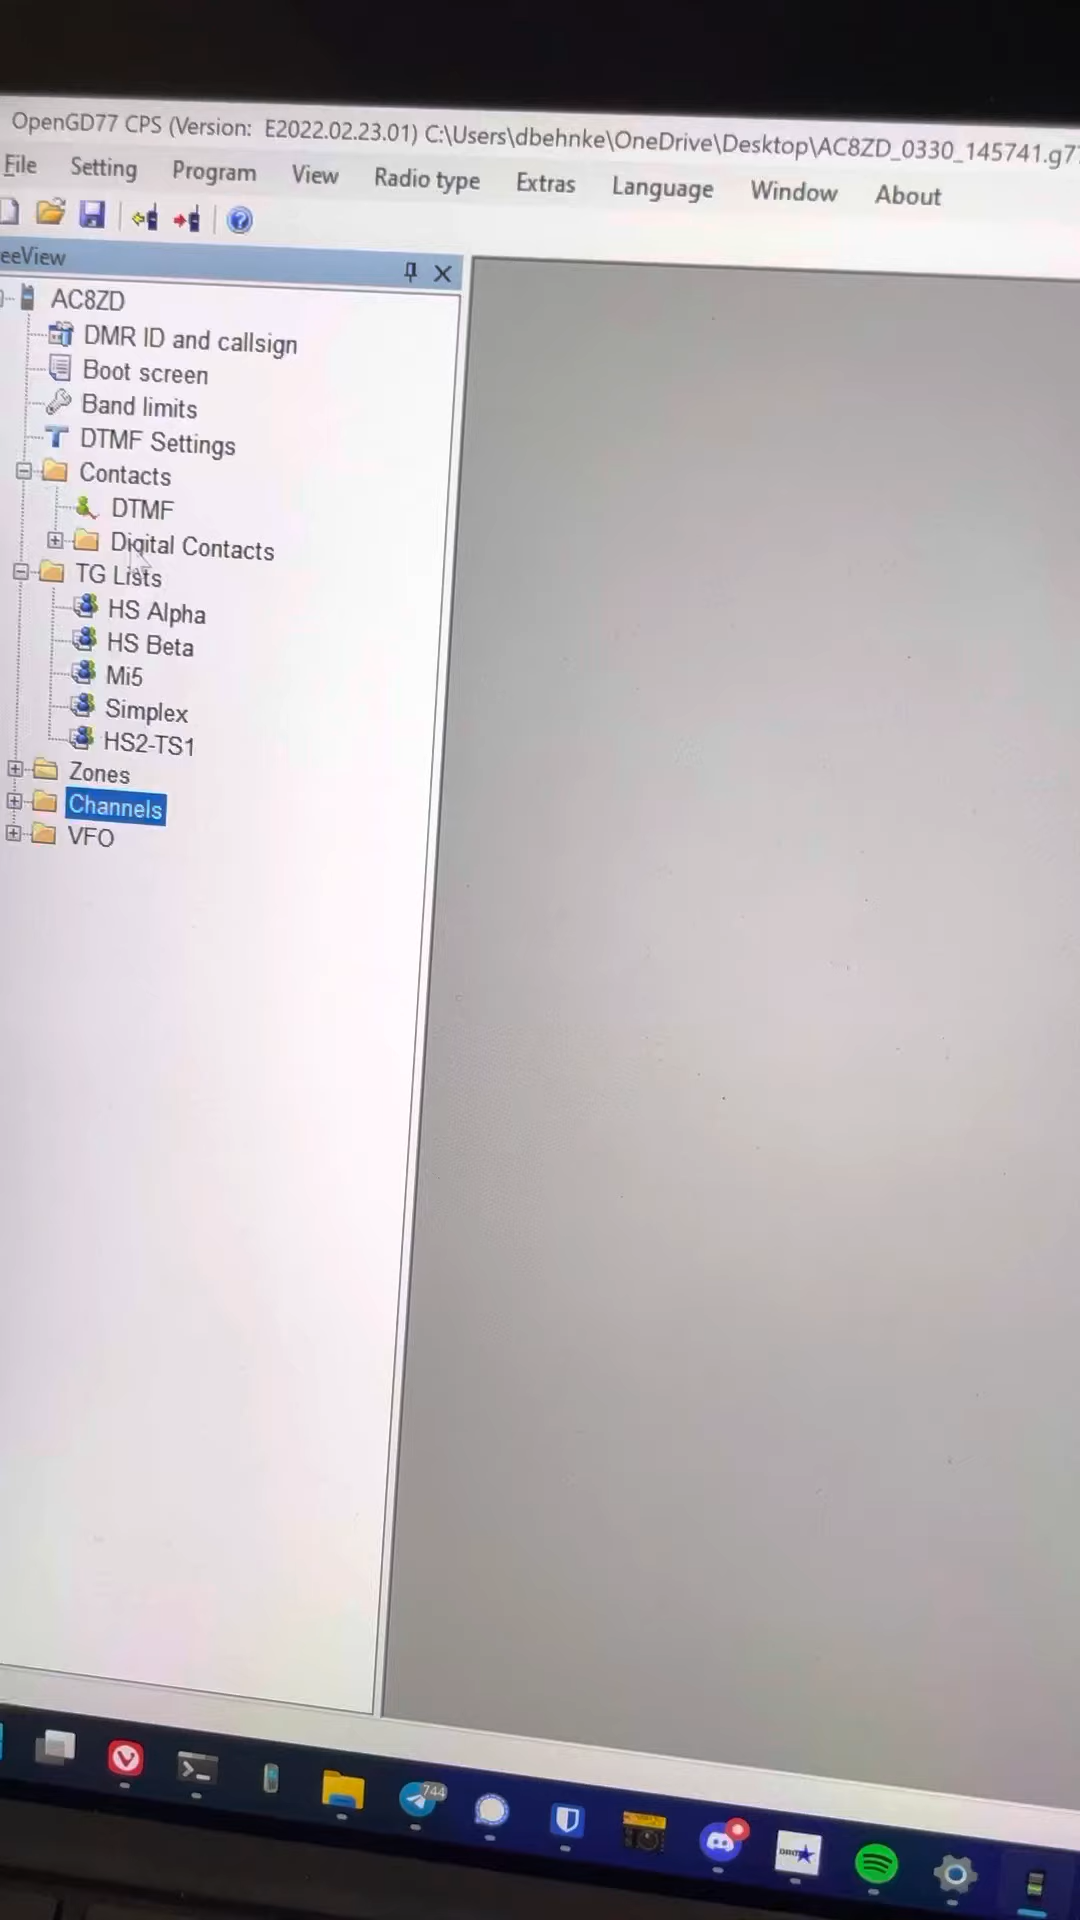 OpenGD77 CPS (Version: E2022.02.23.01) C:\Users\dbehnke\OneDrive\Desktop\AC8ZD_0330_145741.g77
File Setting Program View Radio type Extras Language Window About
eeView
AC8ZD
DMR ID and callsign
Boot screen
Band limits
DTMF Settings
Contacts
DTMF
Digital Contacts
TG Lists
HS Alpha
HS Beta
Mi5
Simplex
HS2-TS1
Zones
Channels
VFO
744